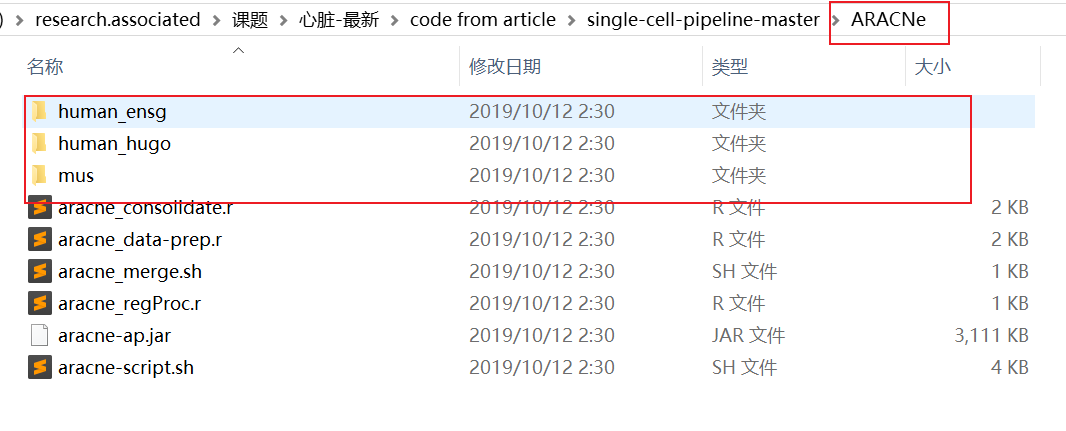 ) > research.associated > 课题 > 心脏-最新 > code from article > single-cell-pipeline-master > ARACNe
名称 修改日期 类型 大小
human_ensg 2019/10/12 2:30 文件夹
human_hugo 2019/10/12 2:30 文件夹
mus 2019/10/12 2:30 文件夹
aracne_consolidate.r 2019/10/12 2:30 R 文件 2 KB
aracne_data-prep.r 2019/10/12 2:30 R 文件 2 KB
aracne_merge.sh 2019/10/12 2:30 SH 文件 1 KB
aracne_regProc.r 2019/10/12 2:30 R 文件 1 KB
aracne-ap.jar 2019/10/12 2:30 JAR 文件 3,111 KB
aracne-script.sh 2019/10/12 2:30 SH 文件 4 KB